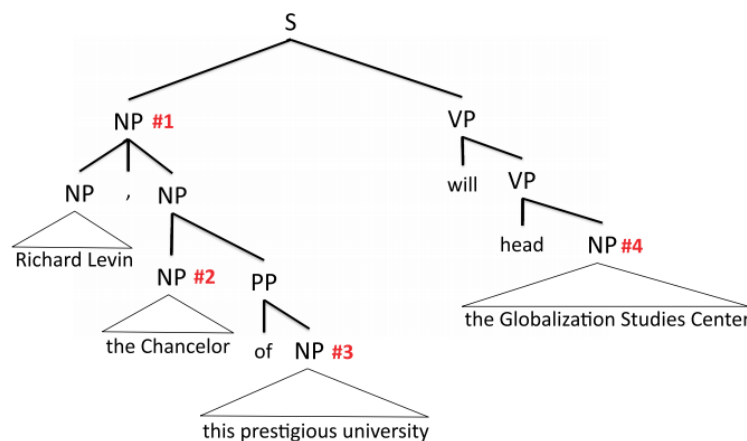 S
NP #1 VP
NP , NP will VP
Richard Levin head NP #4
NP #2 PP
the Globalization Studies Center
the Chancelor of NP #3
this prestigious university